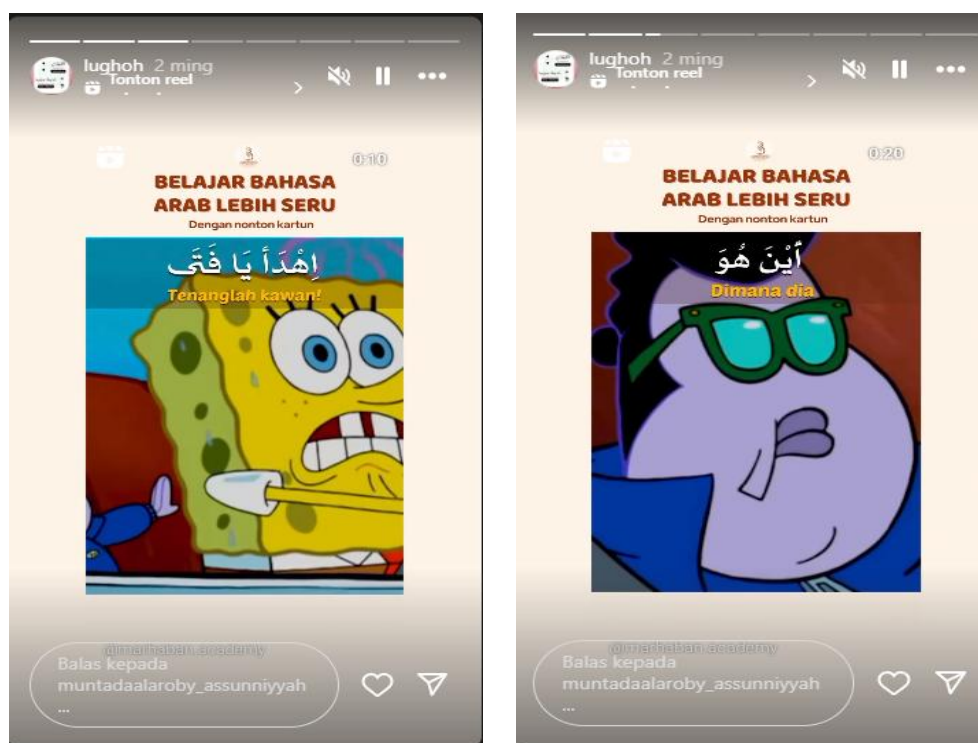 lughoh 2 ming
Tonton reel
0:10
BELAJAR BAHASA
ARAB LEBIH SERU
Dengan nonton kartun
اِهْدَأْ يَا فَتَى
Tenanglah kawan!
@marhaban.academy
Balas kepada
muntadaalaroby_assunniyyah
...
lughoh 2 ming
Tonton reel
0:20
BELAJAR BAHASA
ARAB LEBIH SERU
Dengan nonton kartun
أَيْنَ هُوَ
Dimana dia
@marhaban.academy
Balas kepada
muntadaalaroby_assunniyyah
...